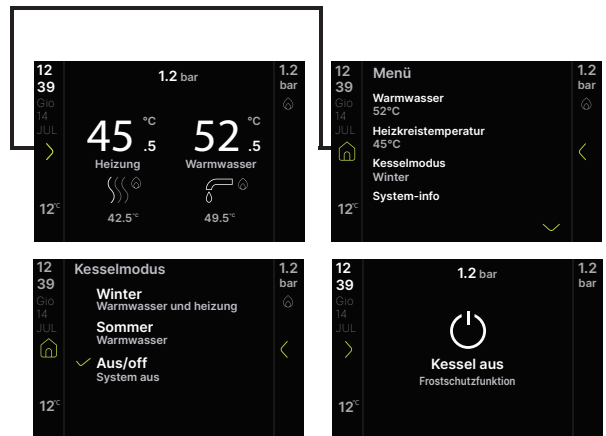 12
39
Gio
14
JUL
12°C
1.2 bar
45.5 °C
Heizung
42.5°C
52.5 °C
Warmwasser
49.5°C
1.2
bar
12
39
Gio
14
JUL
12°C
Menü
Warmwasser
52°C
Heizkreistemperatur
45°C
Kesselmodus
Winter
System-info
1.2
bar
12
39
Gio
14
JUL
12°C
Kesselmodus
Winter
Warmwasser und heizung
Sommer
Warmwasser
Aus/off
System aus
1.2
bar
12
39
Gio
14
JUL
12°C
1.2 bar
Kessel aus
Frostschutzfunktion
1.2
bar